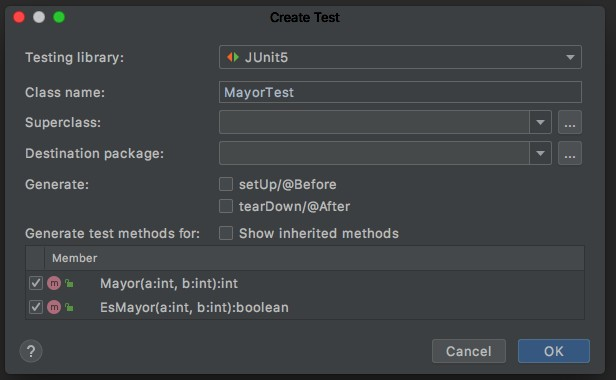 Create Test
Testing library: JUnit5
Class name: MayorTest
Superclass: ...
Destination package: ...
Generate: setUp/@Before
tearDown/@After
Generate test methods for: Show inherited methods
Member
m Mayor(a:int, b:int):int
m EsMayor(a:int, b:int):boolean
? Cancel OK